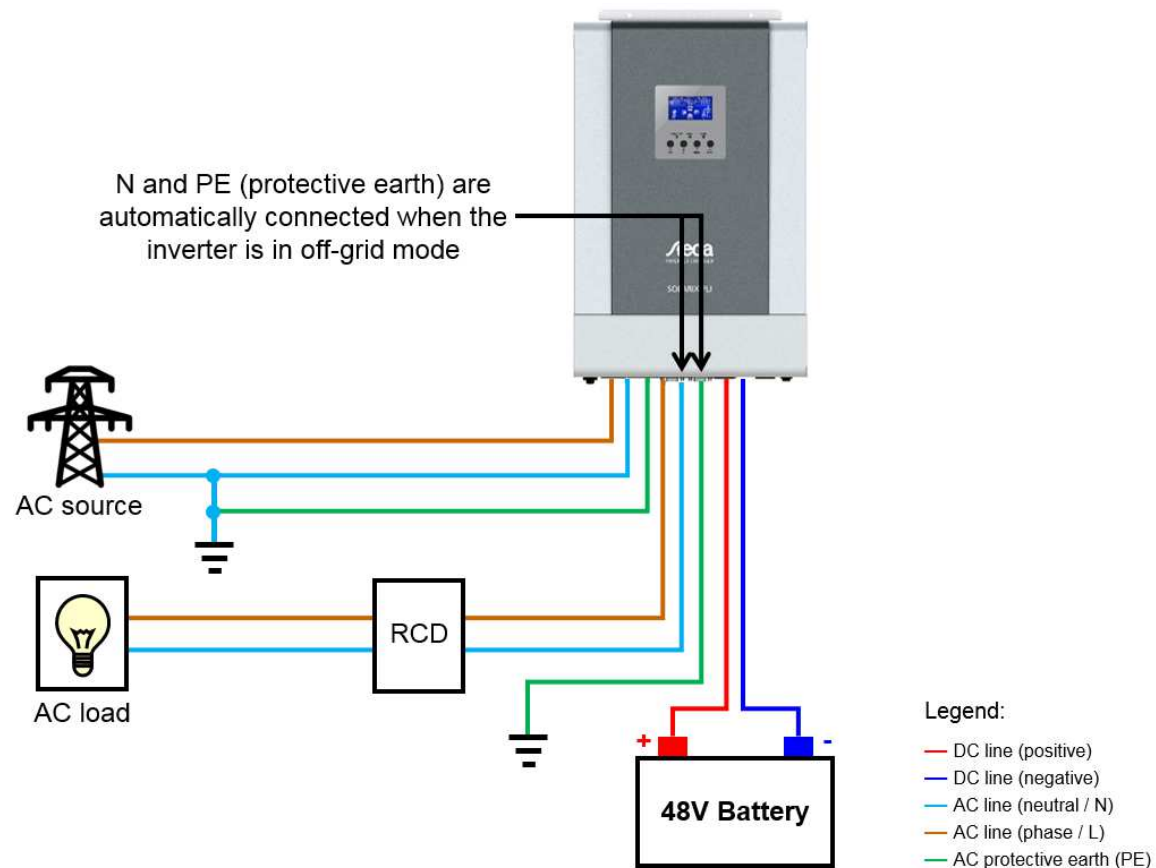 N and PE (protective earth) are
automatically connected when the
inverter is in off-grid mode
Steca
AC source
RCD
AC load
+
-
48V Battery
Legend:
DC line (positive)
DC line (negative)
AC line (neutral / N)
AC line (phase / L)
AC protective earth (PE)